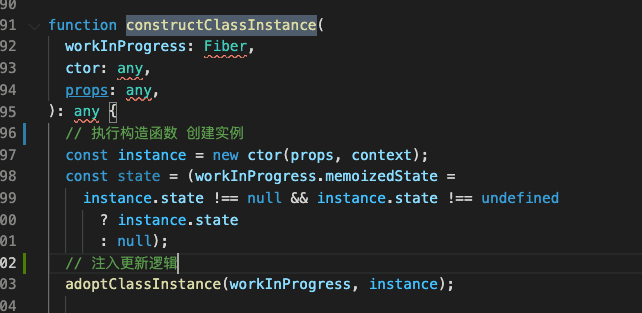 90
91 function constructClassInstance(
92 workInProgress: Fiber,
93 ctor: any,
94 props: any,
95 ): any {
96 // 执行构造函数 创建实例
97 const instance = new ctor(props, context);
98 const state = (workInProgress.memoizedState =
99 instance.state !== null && instance.state !== undefined
00 ? instance.state
01 : null);
02 // 注入更新逻辑
03 adoptClassInstance(workInProgress, instance);
04